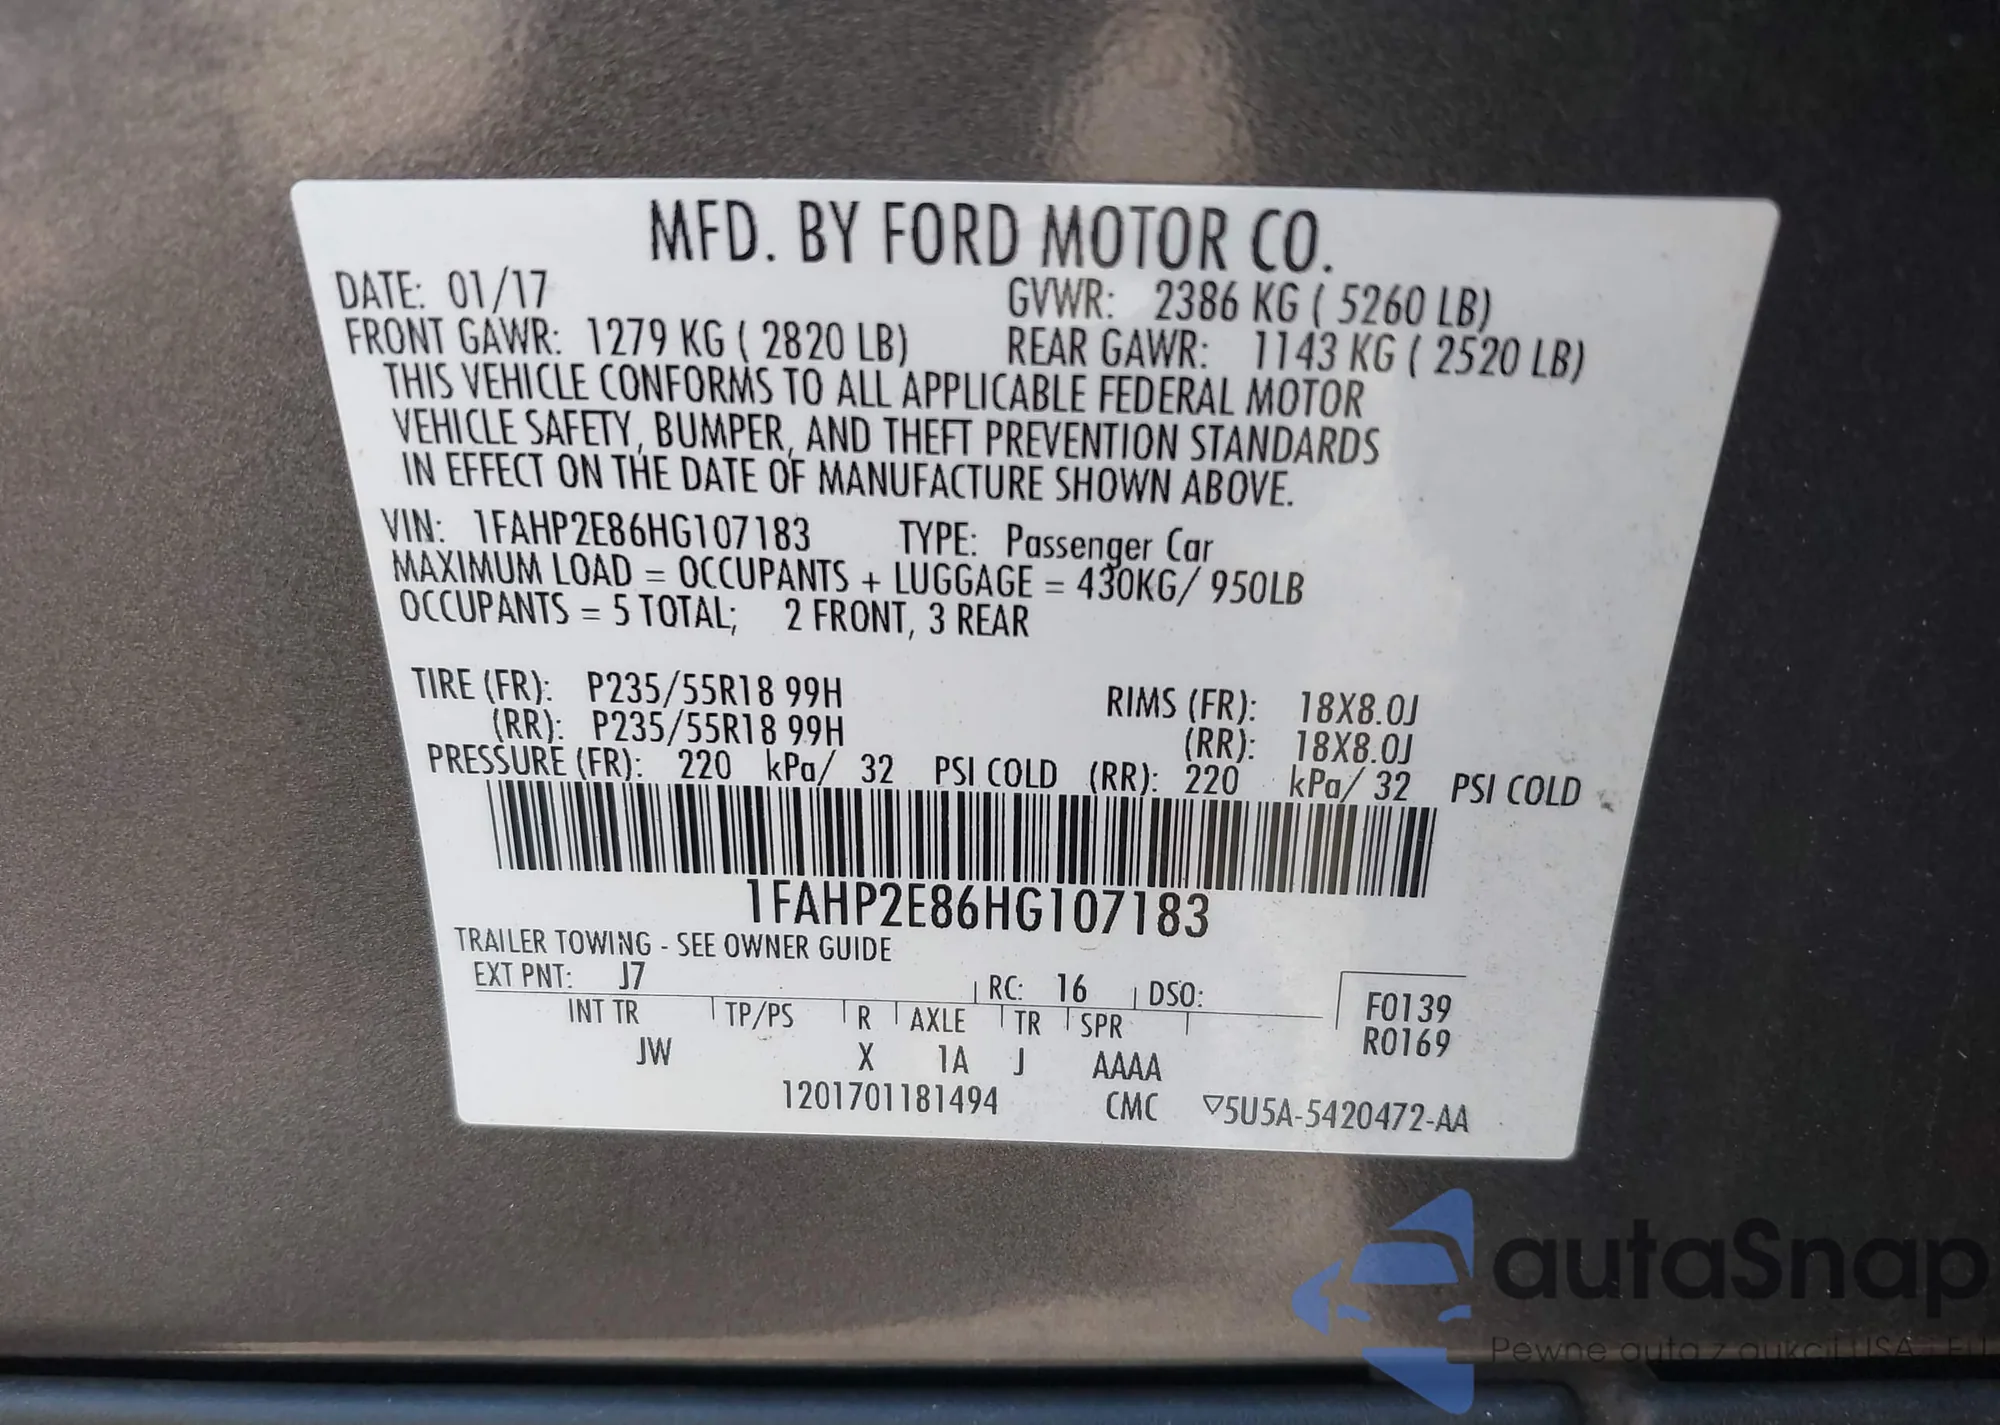 MFD. BY FORD MOTOR CO.
DATE: 01/17 GVWR: 2386 KG ( 5260 LB)
FRONT GAWR: 1279 KG ( 2820 LB) REAR GAWR: 1143 KG ( 2520 LB)
THIS VEHICLE CONFORMS TO ALL APPLICABLE FEDERAL MOTOR
VEHICLE SAFETY, BUMPER, AND THEFT PREVENTION STANDARDS
IN EFFECT ON THE DATE OF MANUFACTURE SHOWN ABOVE.
VIN: 1FAHP2E86HG107183 TYPE: Passenger Car
MAXIMUM LOAD = OCCUPANTS + LUGGAGE = 430KG/ 950LB
OCCUPANTS = 5 TOTAL; 2 FRONT, 3 REAR
TIRE (FR): P235/55R18 99H RIMS (FR): 18X8.0J
(RR): P235/55R18 99H (RR): 18X8.0J
PRESSURE (FR): 220 kPa/ 32 PSI COLD (RR): 220 kPa/ 32 PSI COLD
1FAHP2E86HG107183
TRAILER TOWING - SEE OWNER GUIDE
EXT PNT: J7 RC: 16 DSO: F0139
INT TR TP/PS R AXLE TR SPR R0169
JW X 1A J AAAA
1201701181494 CMC ▽5U5A-5420472-AA
autaSnap
Pewne auta z aukcji USA i EU